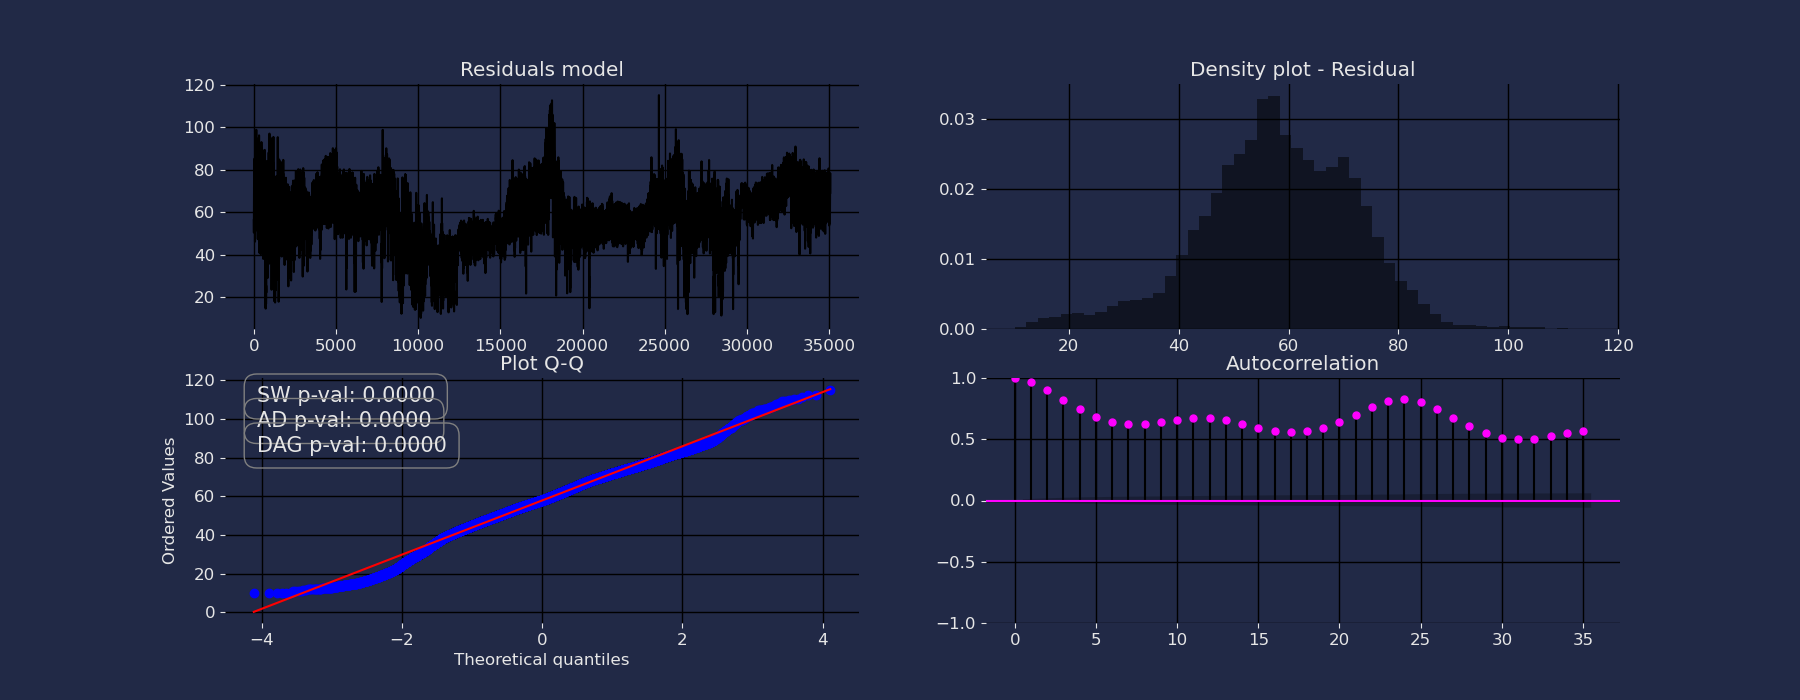 Residuals model
120
100
80
60
40
20
0 5000 10000 15000 20000 25000 30000 35000
Density plot - Residual
0.03
0.02
0.01
0.00
20 40 60 80 100 120
Plot Q-Q
SW p-val: 0.0000
AD p-val: 0.0000
DAG p-val: 0.0000
Ordered Values
120
100
80
60
40
20
0
−4 −2 0 2 4
Theoretical quantiles
Autocorrelation
1.0
0.5
0.0
−0.5
−1.0
0 5 10 15 20 25 30 35